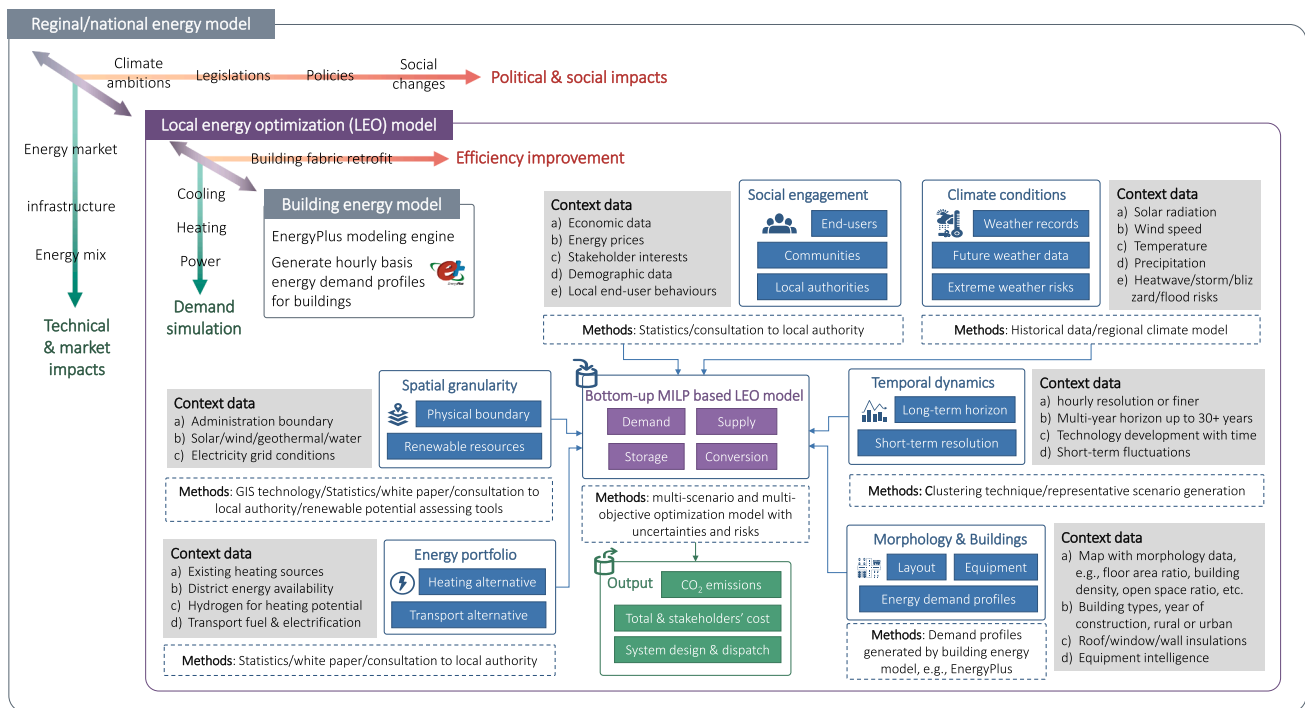 Reginal/national energy model
Climate
ambitions
Legislations
Policies
Social
changes
Political & social impacts
Energy market
infrastructure
Energy mix
Technical
& market
impacts
Local energy optimization (LEO) model
Building fabric retrofit
Efficiency improvement
Cooling
Heating
Power
Demand
simulation
Building energy model
EnergyPlus modeling engine
Generate hourly basis
energy demand profiles
for buildings
Context data
a) Economic data
b) Energy prices
c) Stakeholder interests
d) Demographic data
e) Local end-user behaviours
Social engagement
End-users
Communities
Local authorities
Methods: Statistics/consultation to local authority
Climate conditions
Weather records
Future weather data
Extreme weather risks
Context data
a) Solar radiation
b) Wind speed
c) Temperature
d) Precipitation
e) Heatwave/storm/bliz
zard/flood risks
Methods: Historical data/regional climate model
Context data
a) Administration boundary
b) Solar/wind/geothermal/water
c) Electricity grid conditions
Spatial granularity
Physical boundary
Renewable resources
Methods: GIS technology/Statistics/white paper/consultation to
local authority/renewable potential assessing tools
Bottom-up MILP based LEO model
Demand
Supply
Storage
Conversion
Methods: multi-scenario and multi-
objective optimization model with
uncertainties and risks
Temporal dynamics
Long-term horizon
Short-term resolution
Context data
a) hourly resolution or finer
b) Multi-year horizon up to 30+ years
c) Technology development with time
d) Short-term fluctuations
Methods: Clustering technique/representative scenario generation
Context data
a) Existing heating sources
b) District energy availability
c) Hydrogen for heating potential
d) Transport fuel & electrification
Energy portfolio
Heating alternative
Transport alternative
Methods: Statistics/white paper/consultation to local authority
Output
CO2 emissions
Total & stakeholders' cost
System design & dispatch
Morphology & Buildings
Layout
Equipment
Energy demand profiles
Methods: Demand profiles
generated by building energy
model, e.g., EnergyPlus
Context data
a) Map with morphology data,
e.g., floor area ratio, building
density, open space ratio, etc.
b) Building types, year of
construction, rural or urban
c) Roof/window/wall insulations
d) Equipment intelligence